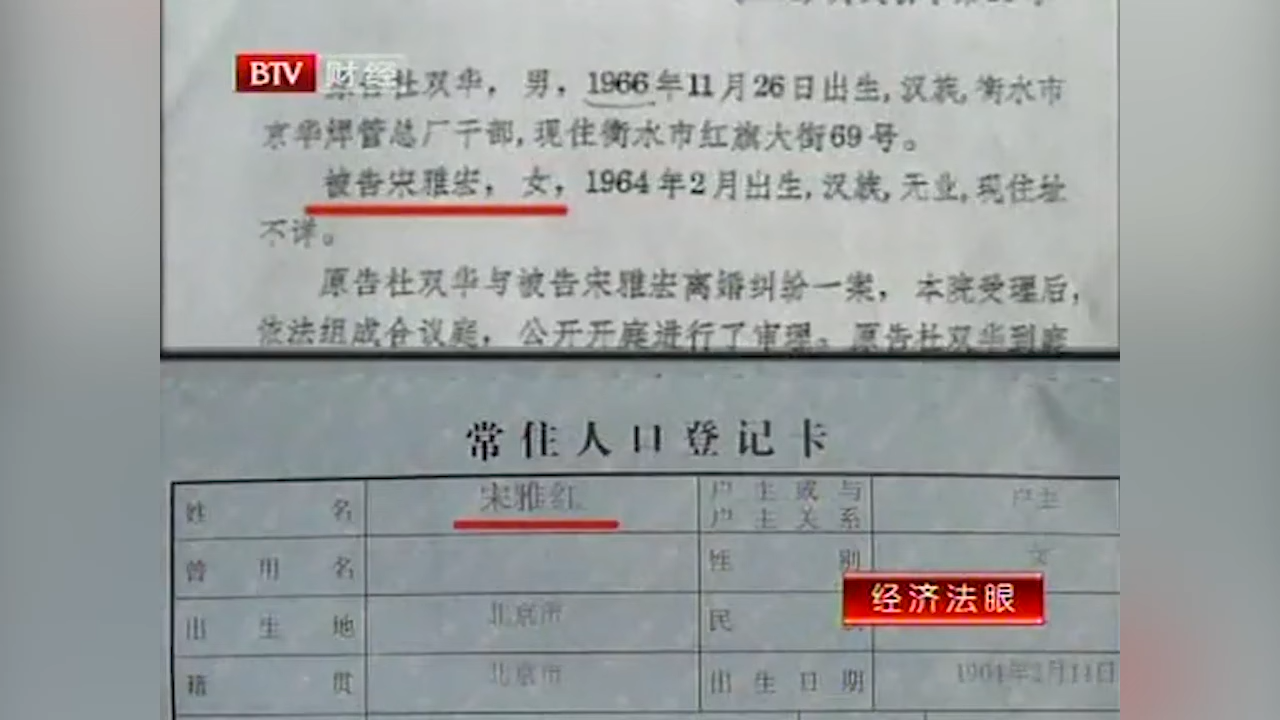 BTV 财经
原告杜双华，男，1966年11月26日出生，汉族，衡水市
京华焊管总厂干部，现住衡水市红旗大街69号。
被告宋雅宏，女，1964年2月出生，汉族，无业，现住址
不详。
原告杜双华与被告宋雅宏离婚纠纷一案，本院受理后，
依法组成合议庭，公开开庭进行了审理。原告杜双华到庭
常住人口登记卡
姓名 宋雅红 户主或与户主关系 户主
曾用名 性别 女
出生地 北京市 民
籍贯 北京市 出生日期 1964年2月14日
经济法眼